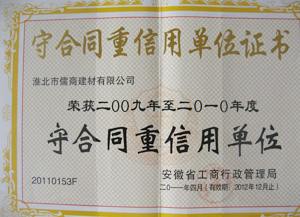 守合同重信用单位证书
淮北市儒商建材有限公司
荣获二00九年至二0一0年度
守合同重信用单位
安徽省工商行政管理局
20110153F
二0一一年四月(有效期:2012年12月止)